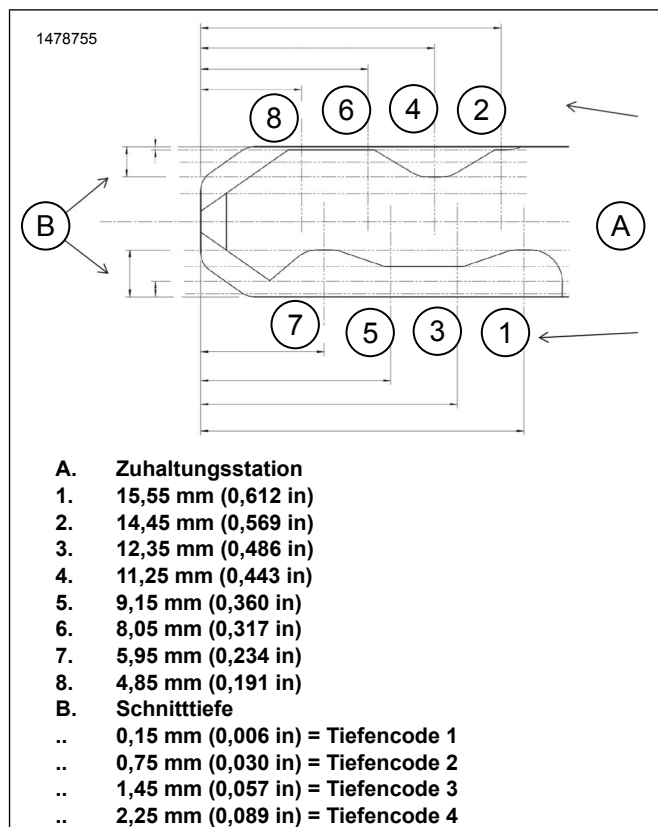 1478755
8
6
4
2
B
A
7
5
3
1
A. Zuhaltungsstation
1. 15,55 mm (0,612 in)
2. 14,45 mm (0,569 in)
3. 12,35 mm (0,486 in)
4. 11,25 mm (0,443 in)
5. 9,15 mm (0,360 in)
6. 8,05 mm (0,317 in)
7. 5,95 mm (0,234 in)
8. 4,85 mm (0,191 in)
B. Schnitttiefe
.. 0,15 mm (0,006 in) = Tiefencode 1
.. 0,75 mm (0,030 in) = Tiefencode 2
.. 1,45 mm (0,057 in) = Tiefencode 3
.. 2,25 mm (0,089 in) = Tiefencode 4